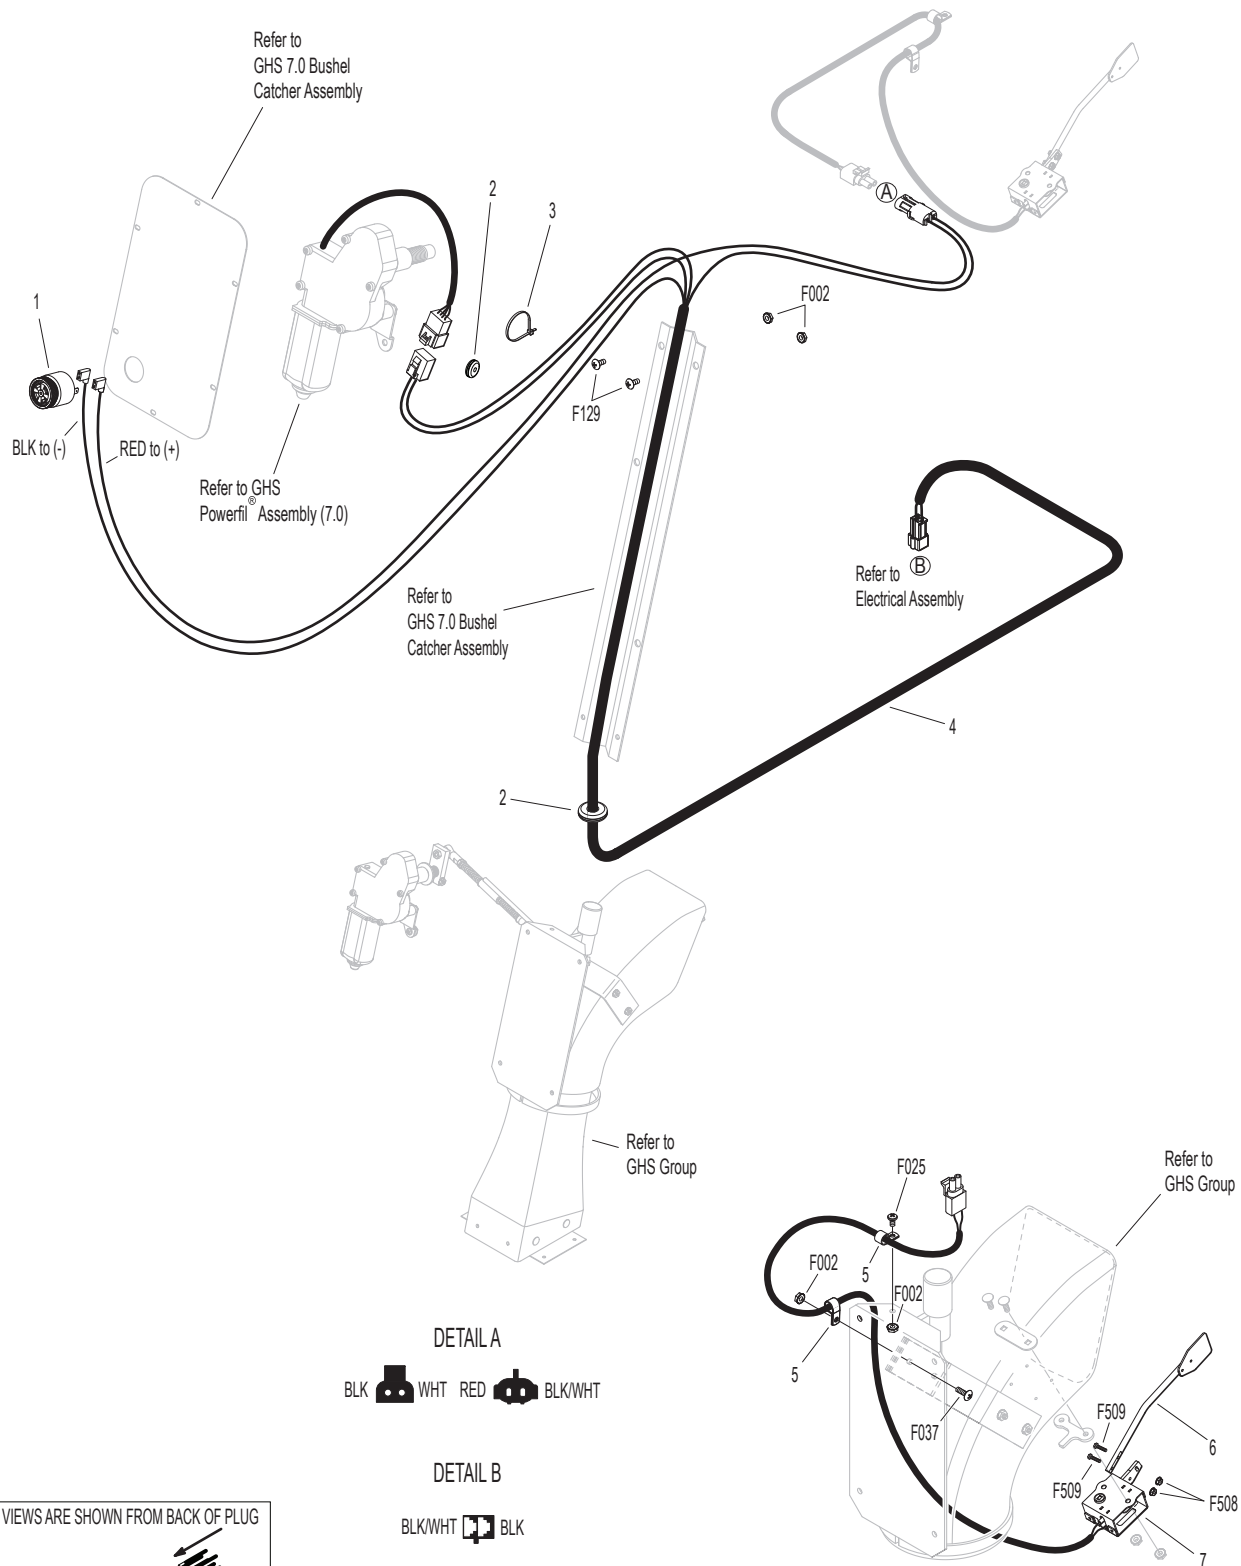 Refer to
GHS 7.0 Bushel
Catcher Assembly
A
2
3
1
F002
F129
BLK to (-)
RED to (+)
Refer to GHS
Powerfil® Assembly (7.0)
B
Refer to
Electrical Assembly
Refer to
GHS 7.0 Bushel
Catcher Assembly
4
2
Refer to
GHS Group
Refer to
GHS Group
F025
F002
5
F002
5
F037
F509
6
F509
F508
7
DETAIL A
BLK WHT RED BLK/WHT
DETAIL B
BLK/WHT BLK
VIEWS ARE SHOWN FROM BACK OF PLUG